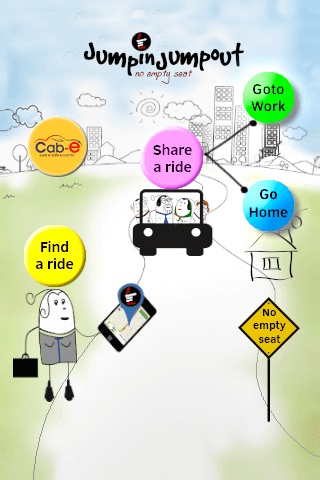 JumpinJumpout
no empty seat
Goto
Work
Cab-e
Share
a ride
Go
Home
Find
a ride
No
empty
seat